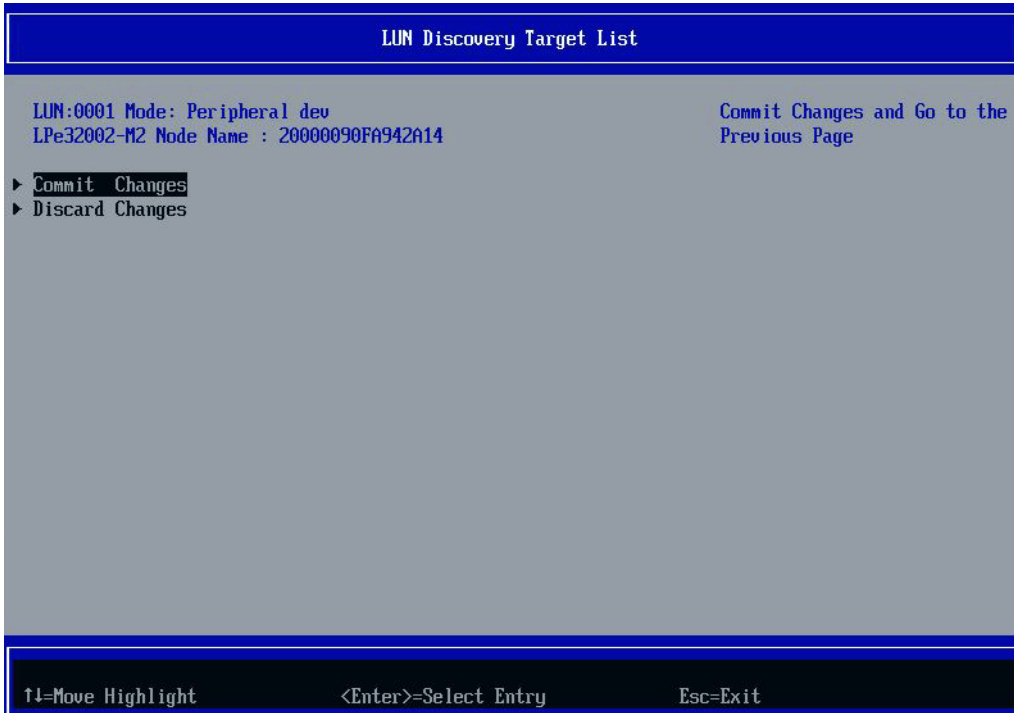 LUN Discovery Target List
LUN:0001 Mode: Peripheral dev
LPe32002-M2 Node Name : 20000090FA942A14
Commit Changes and Go to the
Previous Page
Commit  Changes
Discard Changes
↑↓=Move Highlight <Enter>=Select Entry Esc=Exit